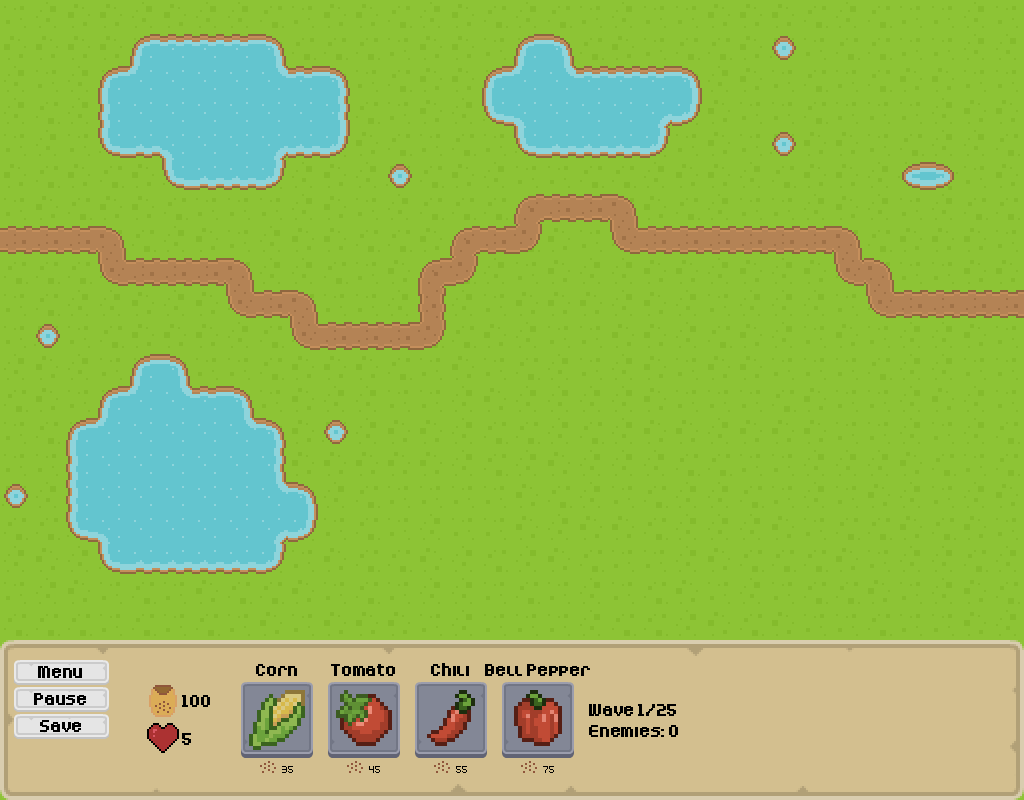 Menu
Pause
Save
100
5
Corn
Tomato
Chili
Bell Pepper
35
45
55
75
Wave 1/25
Enemies: 0